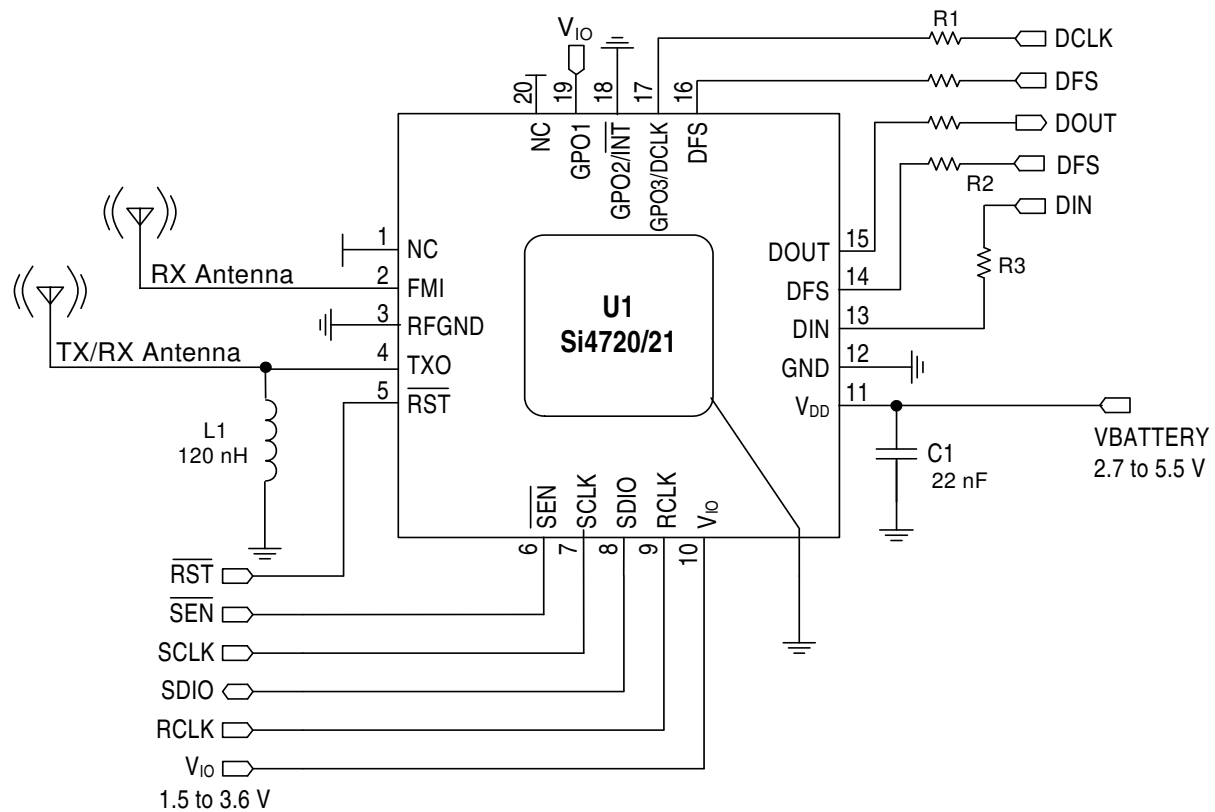 R1
DCLK
V_IO
DFS
DOUT
DFS
R2
DIN
R3
20
19
18
17
16
NC
GPO1
GPO2/INT
GPO3/DCLK
DFS
1
NC
RX Antenna
2
FMI
3
RFGND
TX/RX Antenna
4
TXO
5
RST
L1
120 nH
U1
Si4720/21
DOUT
15
DFS
14
DIN
13
GND
12
VDD
11
VBATTERY
2.7 to 5.5 V
C1
22 nF
SEN
SCLK
SDIO
RCLK
VIO
6
7
8
9
10
RST
SEN
SCLK
SDIO
RCLK
VIO
1.5 to 3.6 V